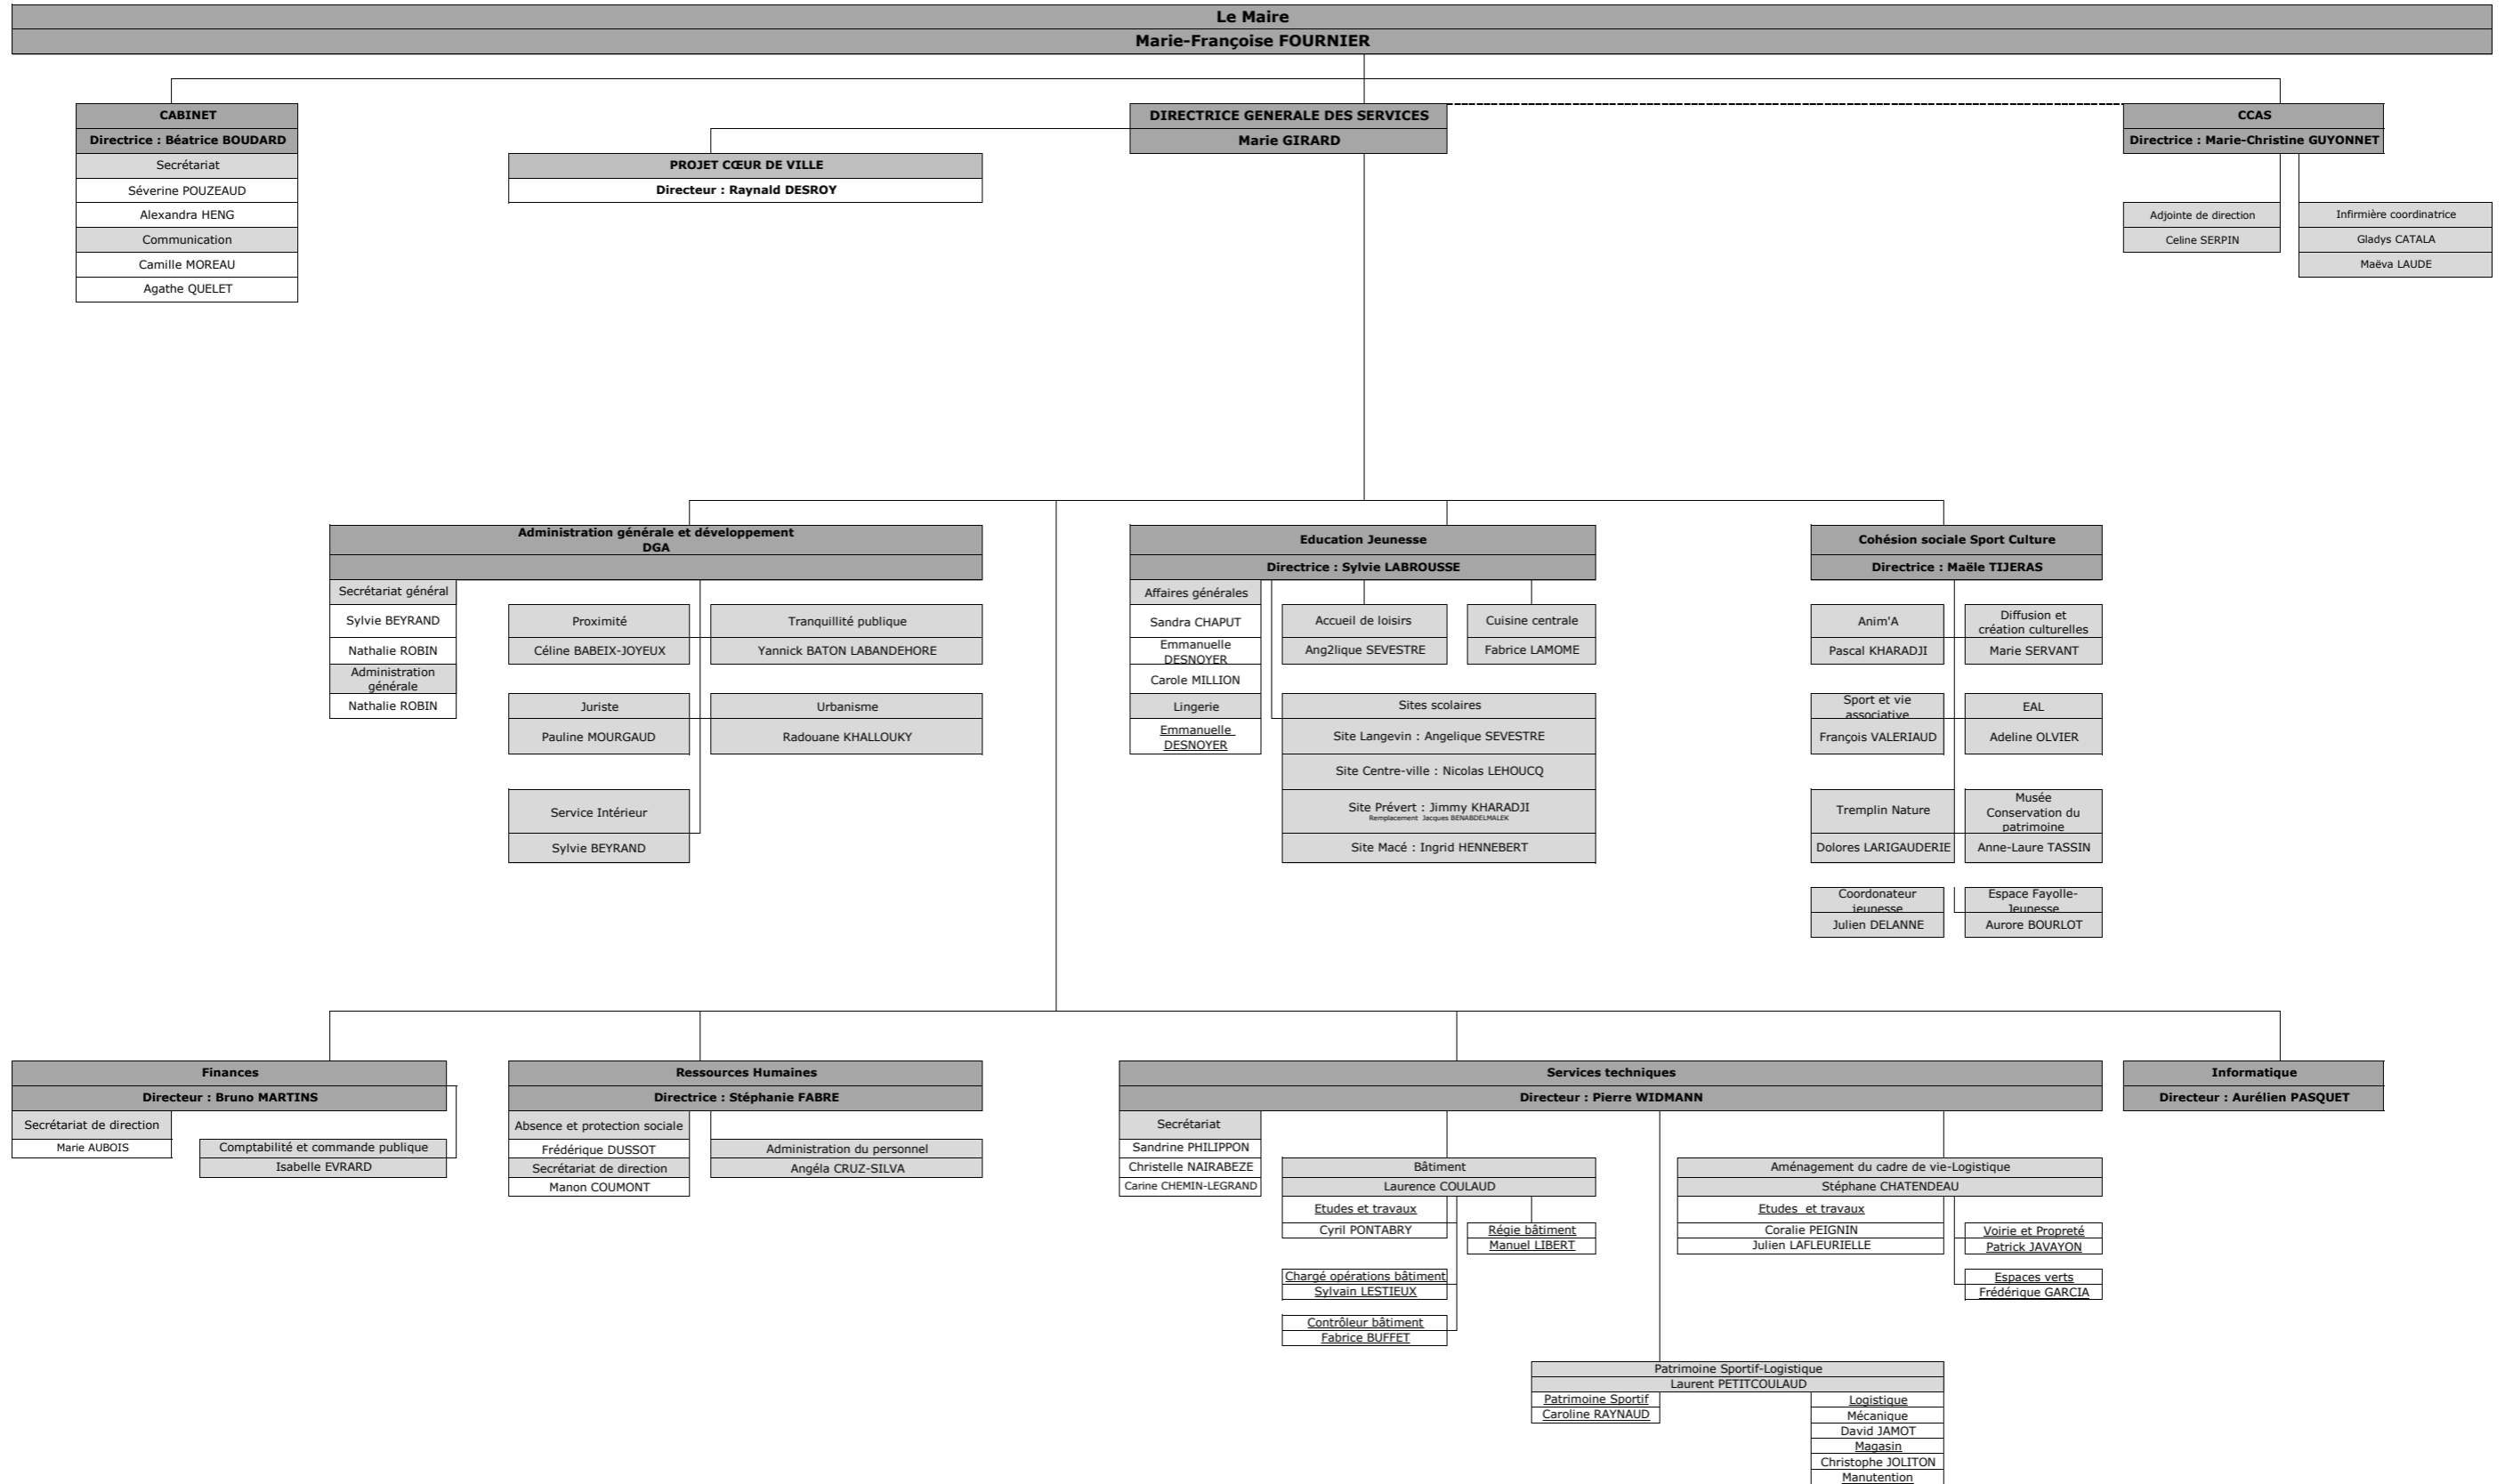 Le Maire
Marie-Françoise FOURNIER
CABINET
Directrice : Béatrice BOUDARD
Secrétariat
Séverine POUZEAUD
Alexandra HENG
Communication
Camille MOREAU
Agathe QUELET
PROJET CŒUR DE VILLE
Directeur : Raynald DESROY
DIRECTRICE GENERALE DES SERVICES
Marie GIRARD
CCAS
Directrice : Marie-Christine GUYONNET
Adjointe de direction
Celine SERPIN
Infirmière coordinatrice
Gladys CATALA
Maëva LAUDE
Administration générale et développement
DGA
Secrétariat général
Sylvie BEYRAND
Nathalie ROBIN
Administration
générale
Nathalie ROBIN
Proximité
Céline BABEIX-JOYEUX
Tranquillité publique
Yannick BATON LABANDEHORE
Juriste
Pauline MOURGAUD
Urbanisme
Radouane KHALLOUKY
Service Intérieur
Sylvie BEYRAND
Education Jeunesse
Directrice : Sylvie LABROUSSE
Affaires générales
Sandra CHAPUT
Emmanuelle
DESNOYER
Carole MILLION
Lingerie
Emmanuelle
DESNOYER
Accueil de loisirs
Ang2lique SEVESTRE
Cuisine centrale
Fabrice LAMOME
Sites scolaires
Site Langevin : Angelique SEVESTRE
Site Centre-ville : Nicolas LEHOUCQ
Site Prévert : Jimmy KHARADJI
Remplacement Jacques BENABDELMALEK
Site Macé : Ingrid HENNEBERT
Cohésion sociale Sport Culture
Directrice : Maële TIJERAS
Anim'A
Pascal KHARADJI
Diffusion et
création culturelles
Marie SERVANT
Sport et vie
associative
François VALERIAUD
EAL
Adeline OLVIER
Tremplin Nature
Dolores LARIGAUDERIE
Musée
Conservation du
patrimoine
Anne-Laure TASSIN
Coordonateur
jeunesse
Julien DELANNE
Espace Fayolle-
Jeunesse
Aurore BOURLOT
Finances
Directeur : Bruno MARTINS
Secrétariat de direction
Marie AUBOIS
Comptabilité et commande publique
Isabelle EVRARD
Ressources Humaines
Directrice : Stéphanie FABRE
Absence et protection sociale
Frédérique DUSSOT
Secrétariat de direction
Manon COUMONT
Administration du personnel
Angéla CRUZ-SILVA
Services techniques
Directeur : Pierre WIDMANN
Secrétariat
Sandrine PHILIPPON
Christelle NAIRABEZE
Carine CHEMIN-LEGRAND
Bâtiment
Laurence COULAUD
Etudes et travaux
Cyril PONTABRY
Régie bâtiment
Manuel LIBERT
Chargé opérations bâtiment
Sylvain LESTIEUX
Contrôleur bâtiment
Fabrice BUFFET
Aménagement du cadre de vie-Logistique
Stéphane CHATENDEAU
Etudes et travaux
Coralie PEIGNIN
Julien LAFLEURIELLE
Voirie et Propreté
Patrick JAVAYON
Espaces verts
Frédérique GARCIA
Patrimoine Sportif-Logistique
Laurent PETITCOULAUD
Patrimoine Sportif
Caroline RAYNAUD
Logistique
Mécanique
David JAMOT
Magasin
Christophe JOLITON
Manutention
Informatique
Directeur : Aurélien PASQUET